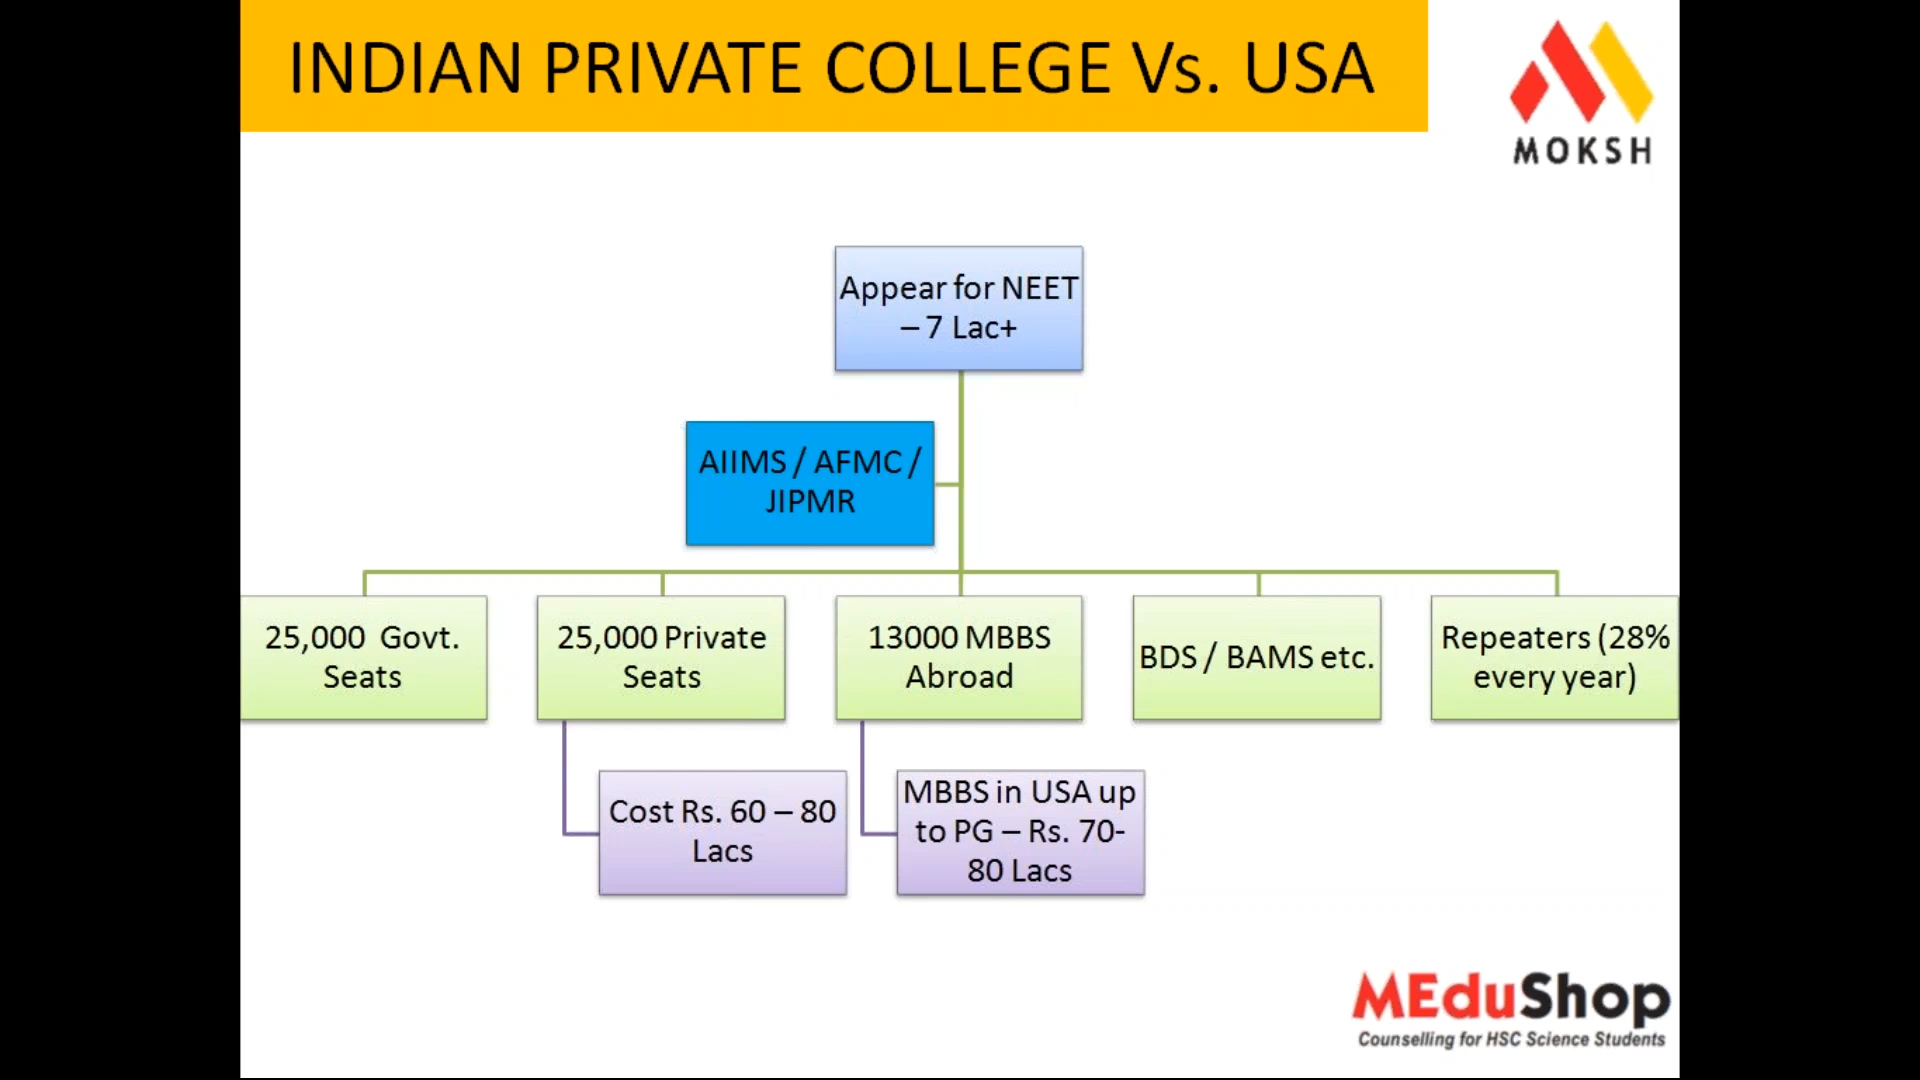 INDIAN PRIVATE COLLEGE Vs. USA
MOKSH
Appear for NEET
– 7 Lac+
AIIMS / AFMC /
JIPMR
25,000 Govt.
Seats
25,000 Private
Seats
13000 MBBS
Abroad
BDS / BAMS etc.
Repeaters (28%
every year)
Cost Rs. 60 – 80
Lacs
MBBS in USA up
to PG – Rs. 70-
80 Lacs
MEduShop
Counselling for HSC Science Students